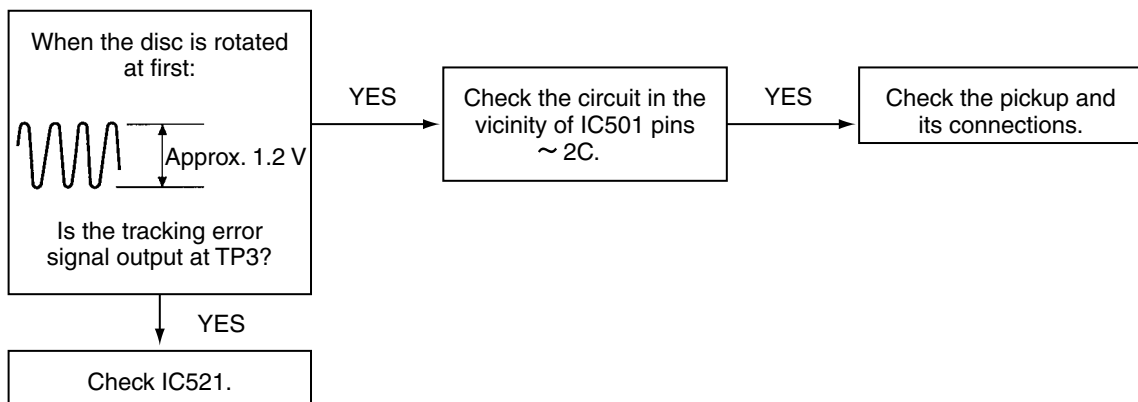 When the disc is rotated
at first:
Approx. 1.2 V
Is the tracking error
signal output at TP3?
YES
Check the circuit in the
vicinity of IC501 pins
~ 2C.
YES
Check the pickup and
its connections.
YES
Check IC521.